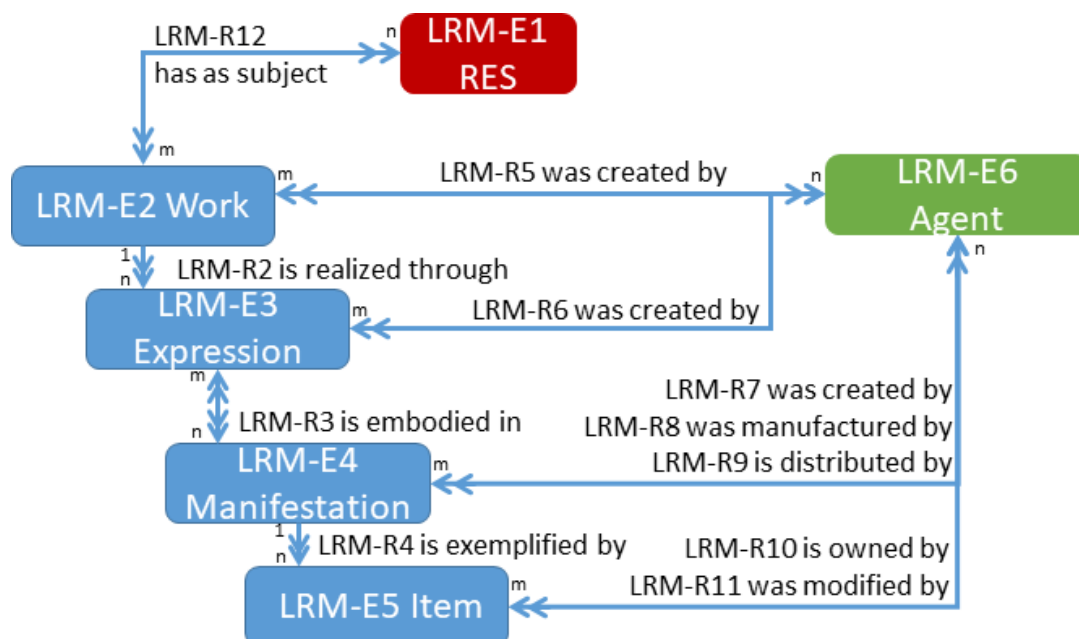 LRM-R12
has as subject
n
LRM-E1
RES
m
LRM-E2 Work
m
LRM-R5 was created by
n
LRM-E6
Agent
n
1
n
LRM-R2 is realized through
LRM-E3
Expression
m
LRM-R6 was created by
m
n
LRM-R3 is embodied in
LRM-R7 was created by
LRM-R8 was manufactured by
LRM-R9 is distributed by
LRM-E4
Manifestation
m
1
n
LRM-R4 is exemplified by
LRM-R10 is owned by
LRM-R11 was modified by
LRM-E5 Item
m